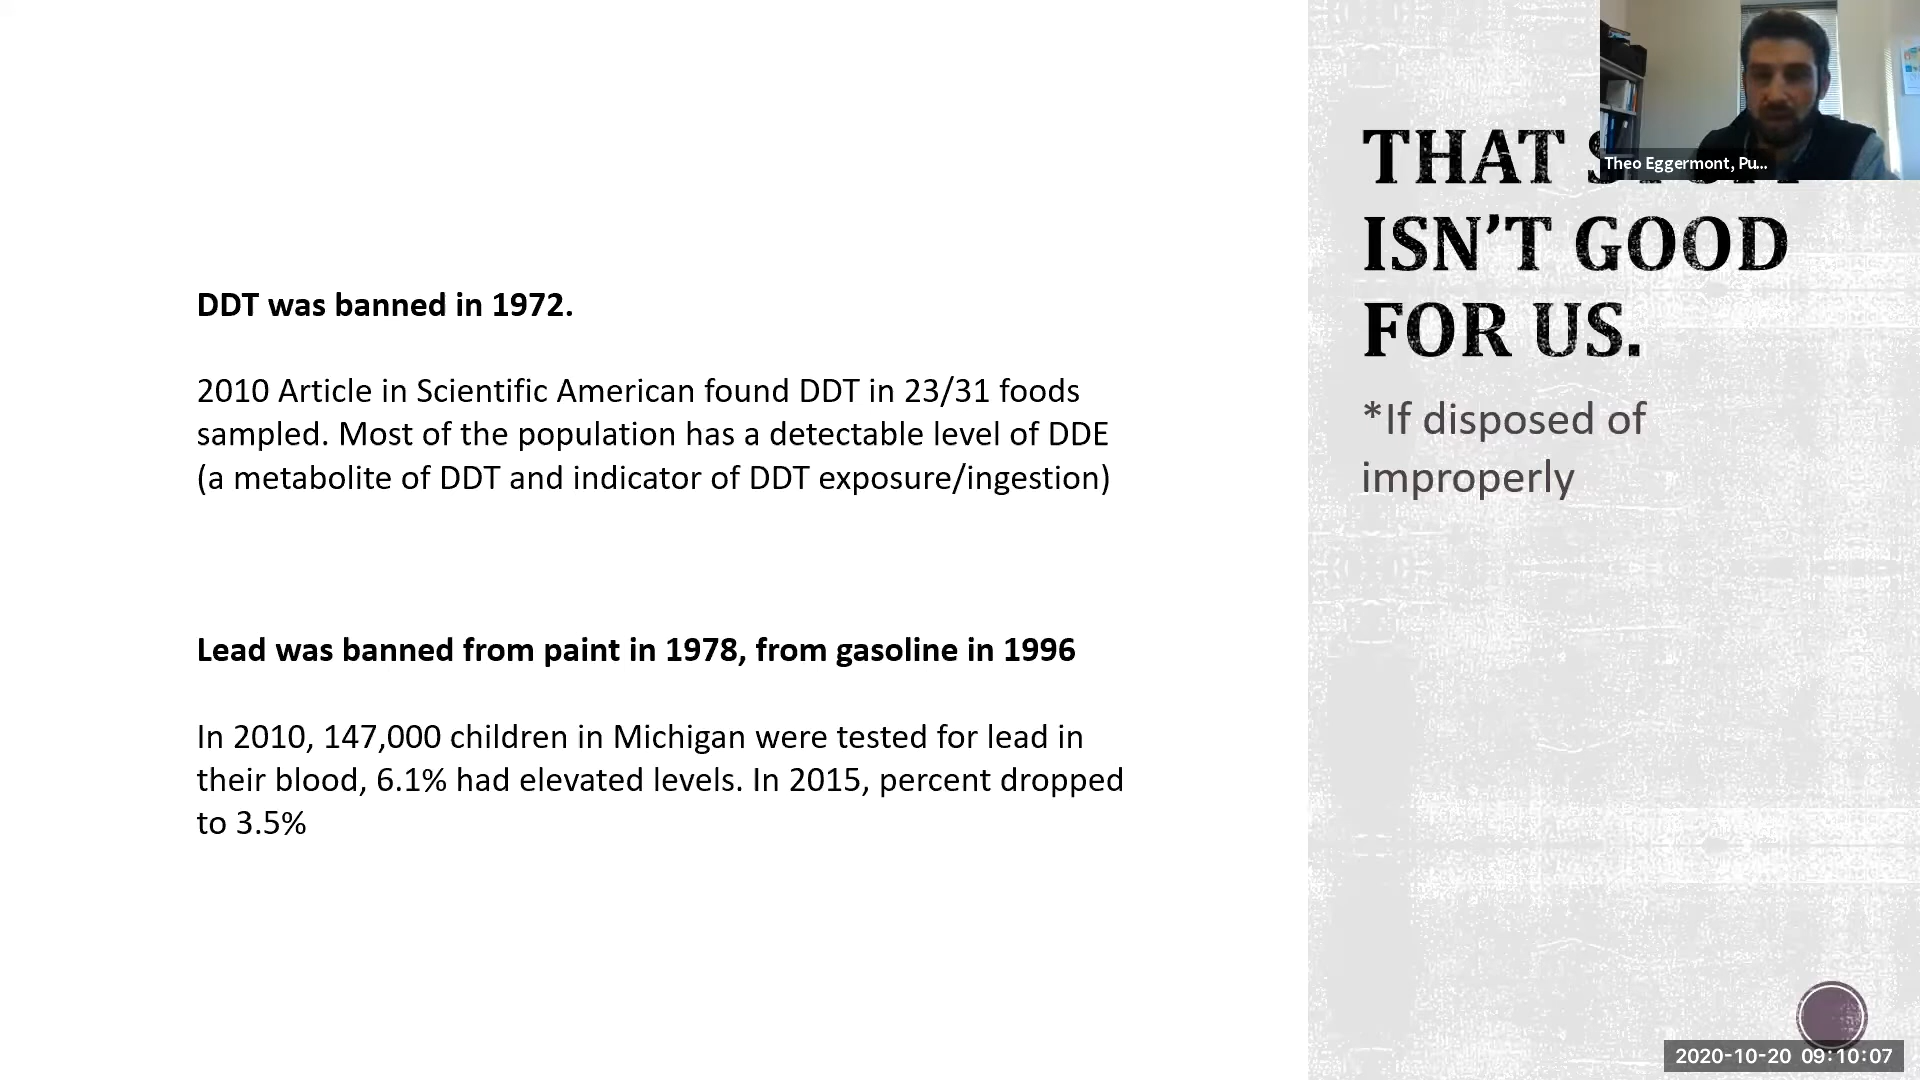 DDT was banned in 1972.
2010 Article in Scientific American found DDT in 23/31 foods
sampled. Most of the population has a detectable level of DDE
(a metabolite of DDT and indicator of DDT exposure/ingestion)
Lead was banned from paint in 1978, from gasoline in 1996
In 2010, 147,000 children in Michigan were tested for lead in
their blood, 6.1% had elevated levels. In 2015, percent dropped
to 3.5%
THAT
ISN’T GOOD
FOR US.
*If disposed of
improperly
Theo Eggermont, Pu...
2020-10-20 09:10:07